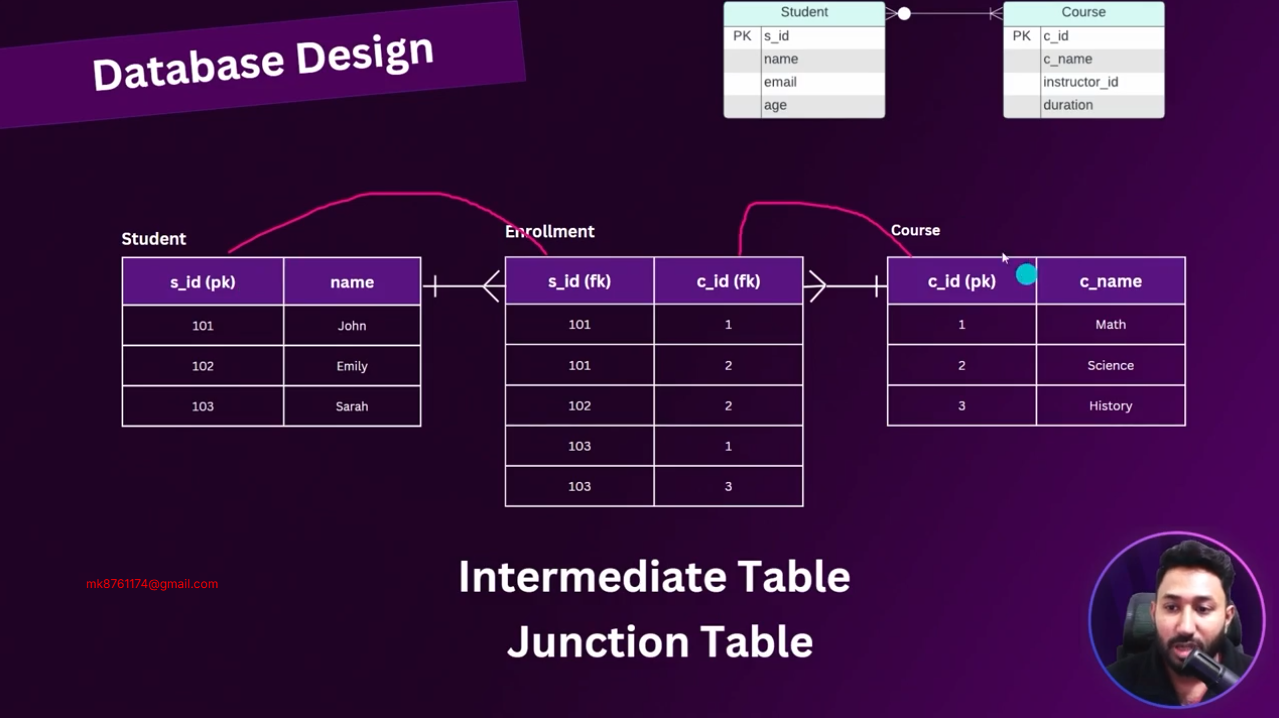 Database Design
Student
PK s_id
name
email
age
Course
PK c_id
c_name
instructor_id
duration
Student
s_id (pk) name
101 John
102 Emily
103 Sarah
Enrollment
s_id (fk) c_id (fk)
101 1
101 2
102 2
103 1
103 3
Course
c_id (pk) c_name
1 Math
2 Science
3 History
Intermediate Table
Junction Table
mk8761174@gmail.com